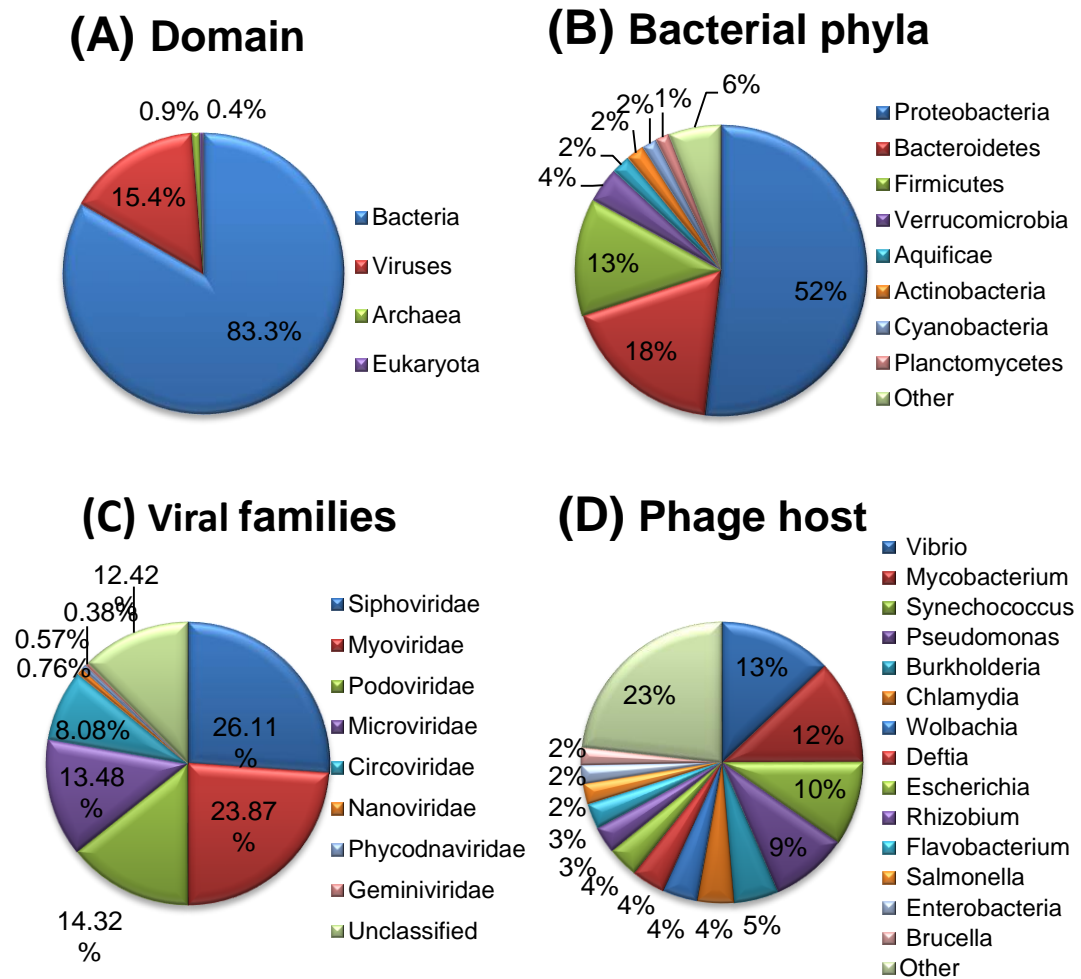 (A) Domain
0.9%
0.4%
15.4%
83.3%
Bacteria
Viruses
Archaea
Eukaryota
(B) Bacterial phyla
6%
1%
2%
2%
2%
4%
13%
18%
52%
Proteobacteria
Bacteroidetes
Firmicutes
Verrucomicrobia
Aquificae
Actinobacteria
Cyanobacteria
Planctomycetes
Other
(C) Viral families
12.42
%
0.38%
0.57%
0.76%
8.08%
13.48
%
14.32
%
26.11
%
23.87
%
Siphoviridae
Myoviridae
Podoviridae
Microviridae
Circoviridae
Nanoviridae
Phycodnaviridae
Geminiviridae
Unclassified
(D) Phage host
23%
13%
12%
10%
9%
5%
4%
4%
4%
4%
3%
3%
2%
2%
2%
Vibrio
Mycobacterium
Synechococcus
Pseudomonas
Burkholderia
Chlamydia
Wolbachia
Deftia
Escherichia
Rhizobium
Flavobacterium
Salmonella
Enterobacteria
Brucella
Other